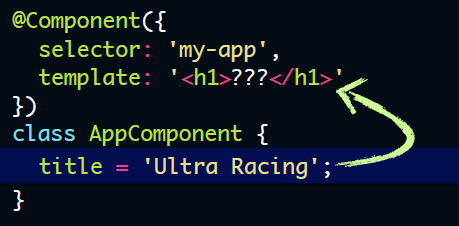 @Component({
  selector: 'my-app',
  template: '<h1>???</h1>'
})
class AppComponent {
  title = 'Ultra Racing';
}